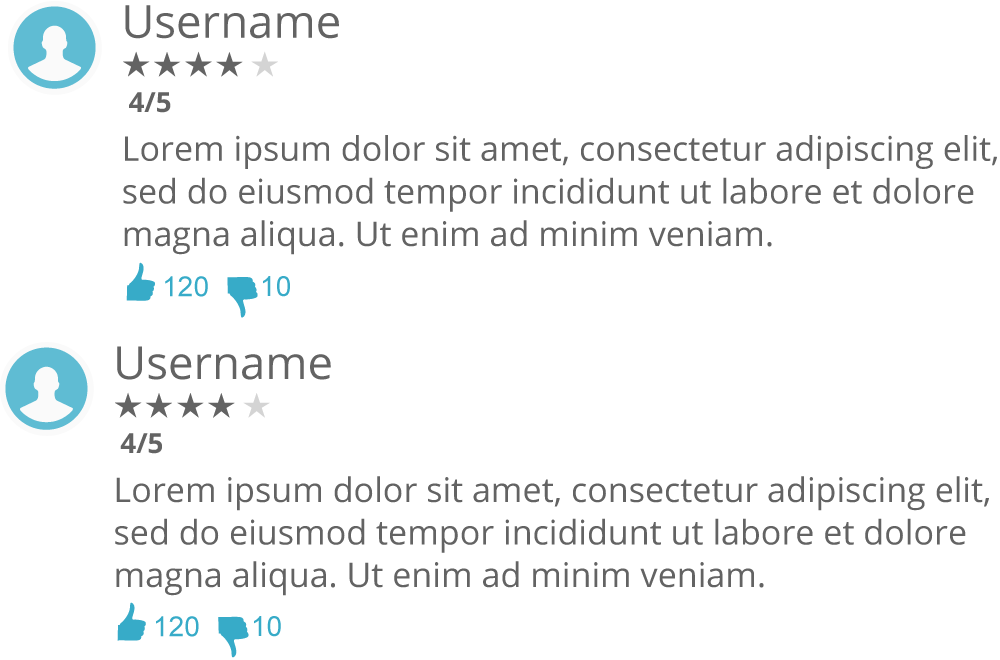 Username
4/5
Lorem ipsum dolor sit amet, consectetur adipiscing elit,
sed do eiusmod tempor incididunt ut labore et dolore
magna aliqua. Ut enim ad minim veniam.
120 10
Username
4/5
Lorem ipsum dolor sit amet, consectetur adipiscing elit,
sed do eiusmod tempor incididunt ut labore et dolore
magna aliqua. Ut enim ad minim veniam.
120 10